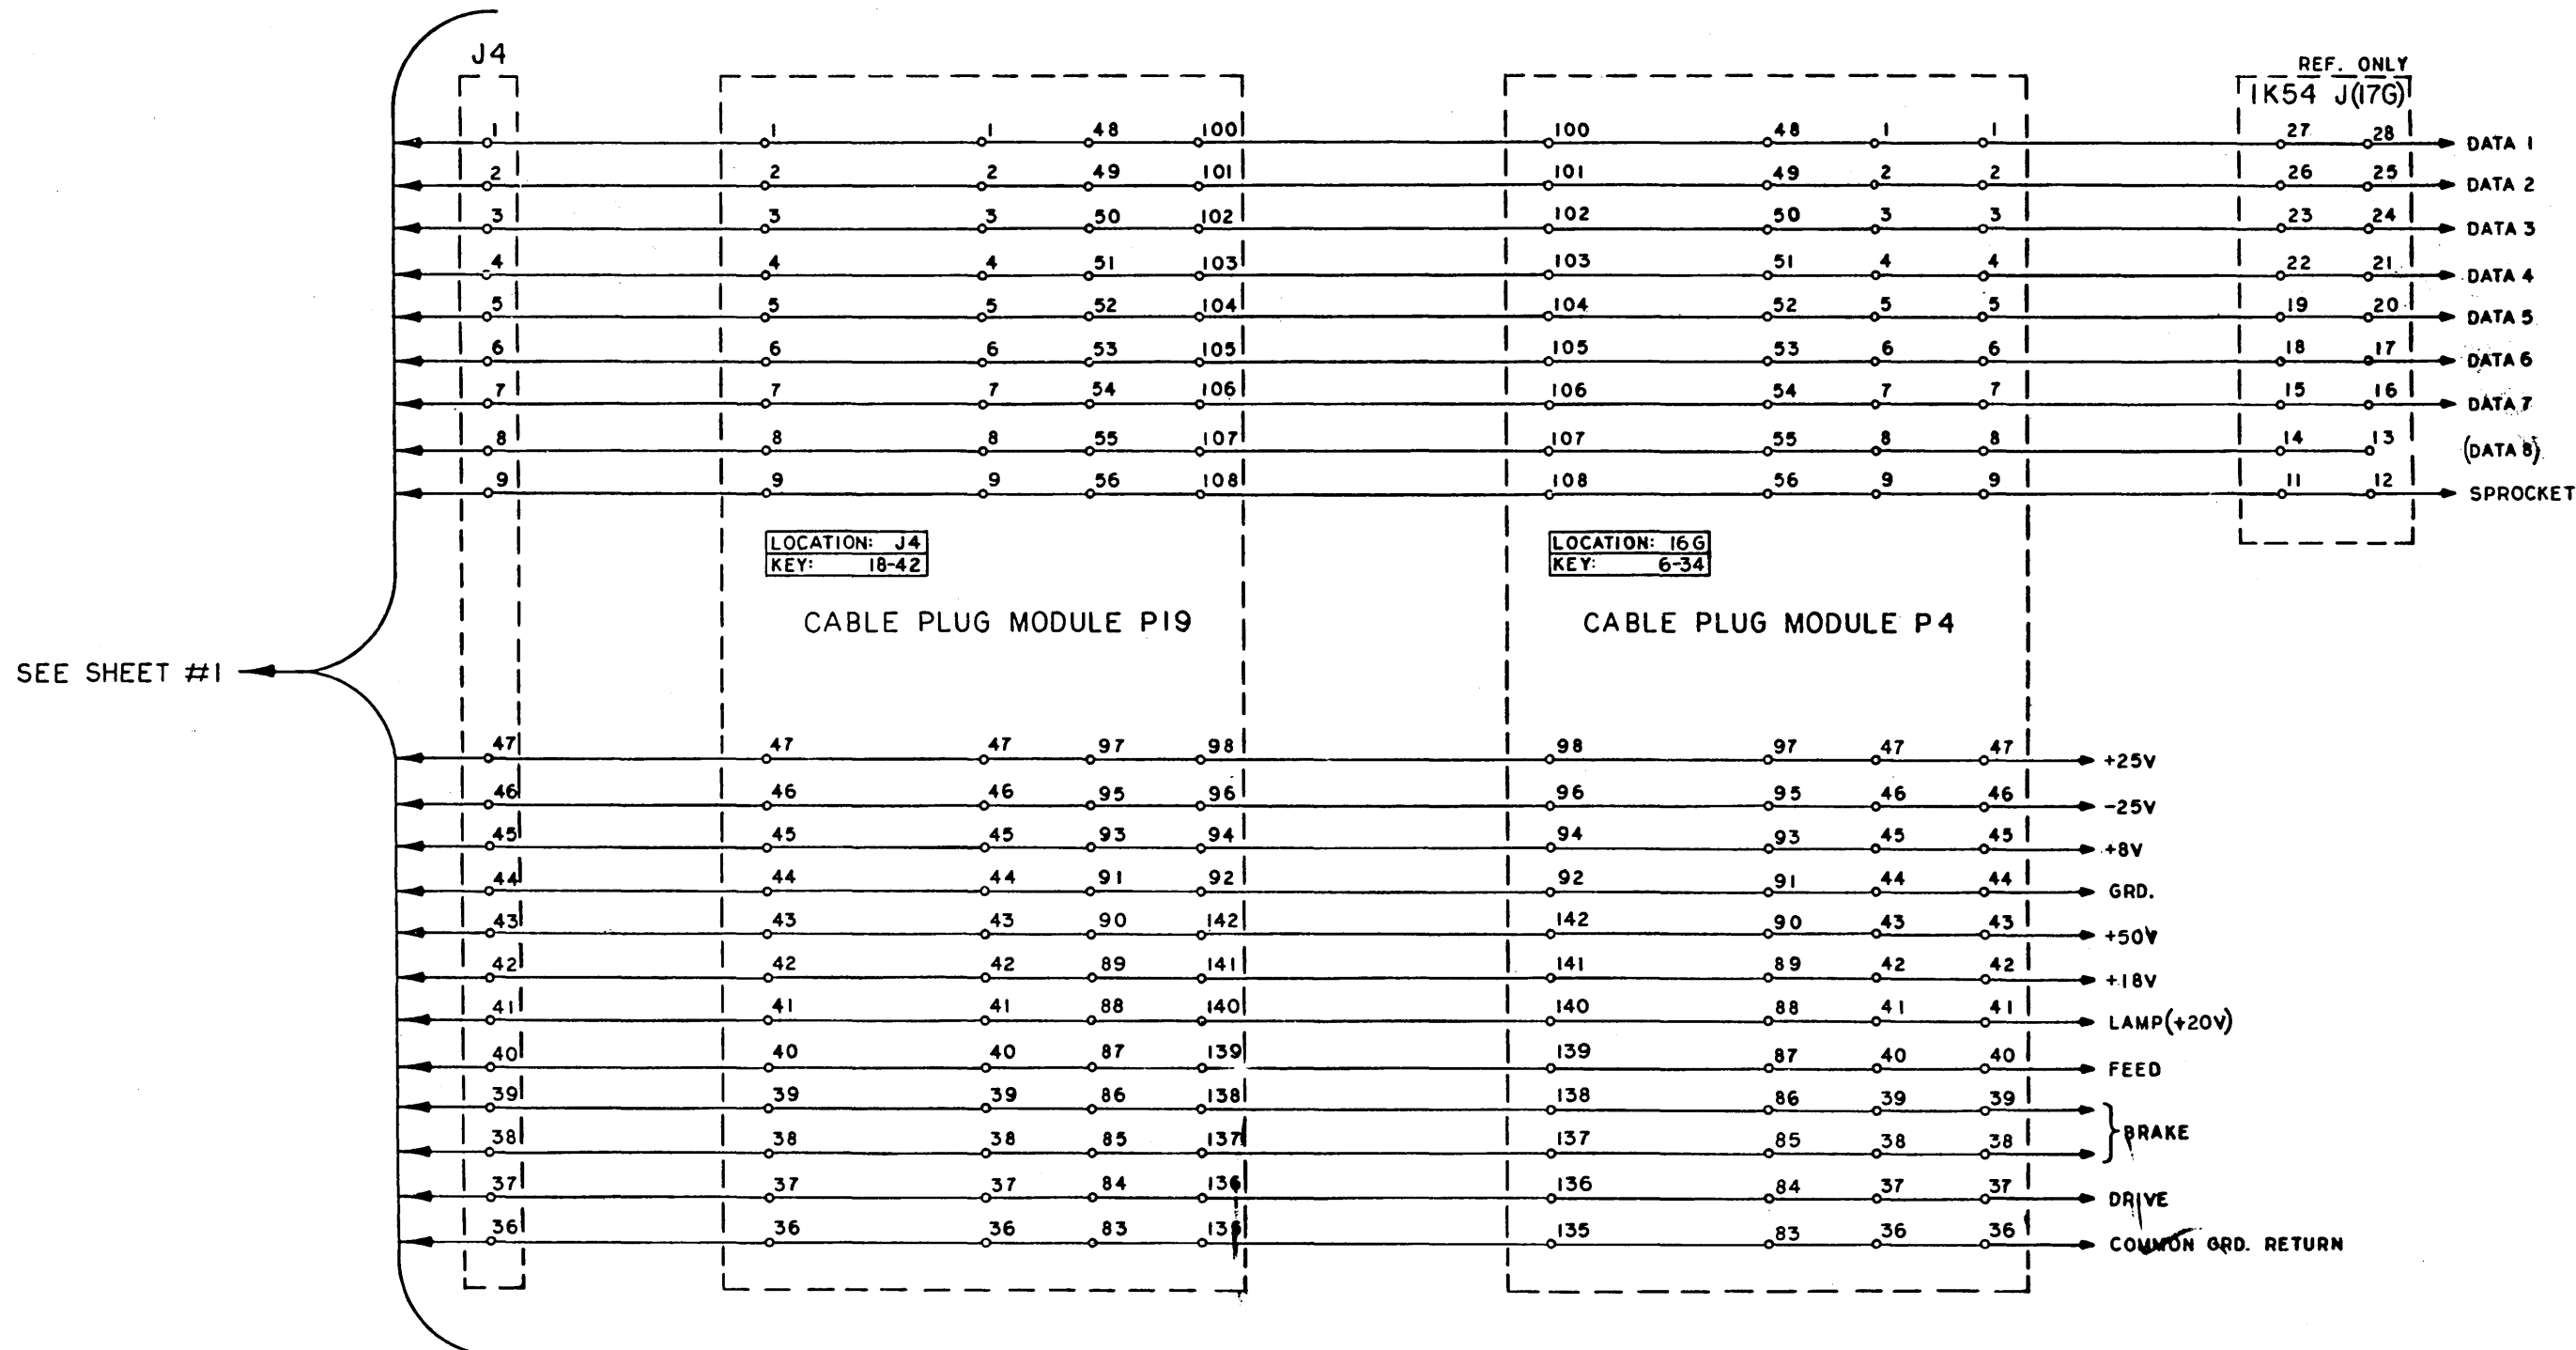 J4
REF. ONLY
1K54 J(17G)
1 1 1 48 100 100 48 1 1 27 28 DATA 1
2 2 2 49 101 101 49 2 2 26 25 DATA 2
3 3 3 50 102 102 50 3 3 23 24 DATA 3
4 4 4 51 103 103 51 4 4 22 21 DATA 4
5 5 5 52 104 104 52 5 5 19 20 DATA 5
6 6 6 53 105 105 53 6 6 18 17 DATA 6
7 7 7 54 106 106 54 7 7 15 16 DATA 7
8 8 8 55 107 107 55 8 8 14 13 (DATA 8)
9 9 9 56 108 108 56 9 9 11 12 SPROCKET
LOCATION: J4
KEY: 18-42
LOCATION: 16G
KEY: 6-34
CABLE PLUG MODULE P19
CABLE PLUG MODULE P4
SEE SHEET #1
47 47 47 97 98 98 97 47 47 +25V
46 46 46 95 96 96 95 46 46 -25V
45 45 45 93 94 94 93 45 45 +8V
44 44 44 91 92 92 91 44 44 GRD.
43 43 43 90 142 142 90 43 43 +50V
42 42 42 89 141 141 89 42 42 +18V
41 41 41 88 140 140 88 41 41 LAMP(+20V)
40 40 40 87 139 139 87 40 40 FEED
39 39 39 86 138 138 86 39 39
38 38 38 85 137 137 85 38 38
BRAKE
37 37 37 84 136 136 84 37 37 DRIVE
36 36 36 83 135 135 83 36 36 COMMON GRD. RETURN